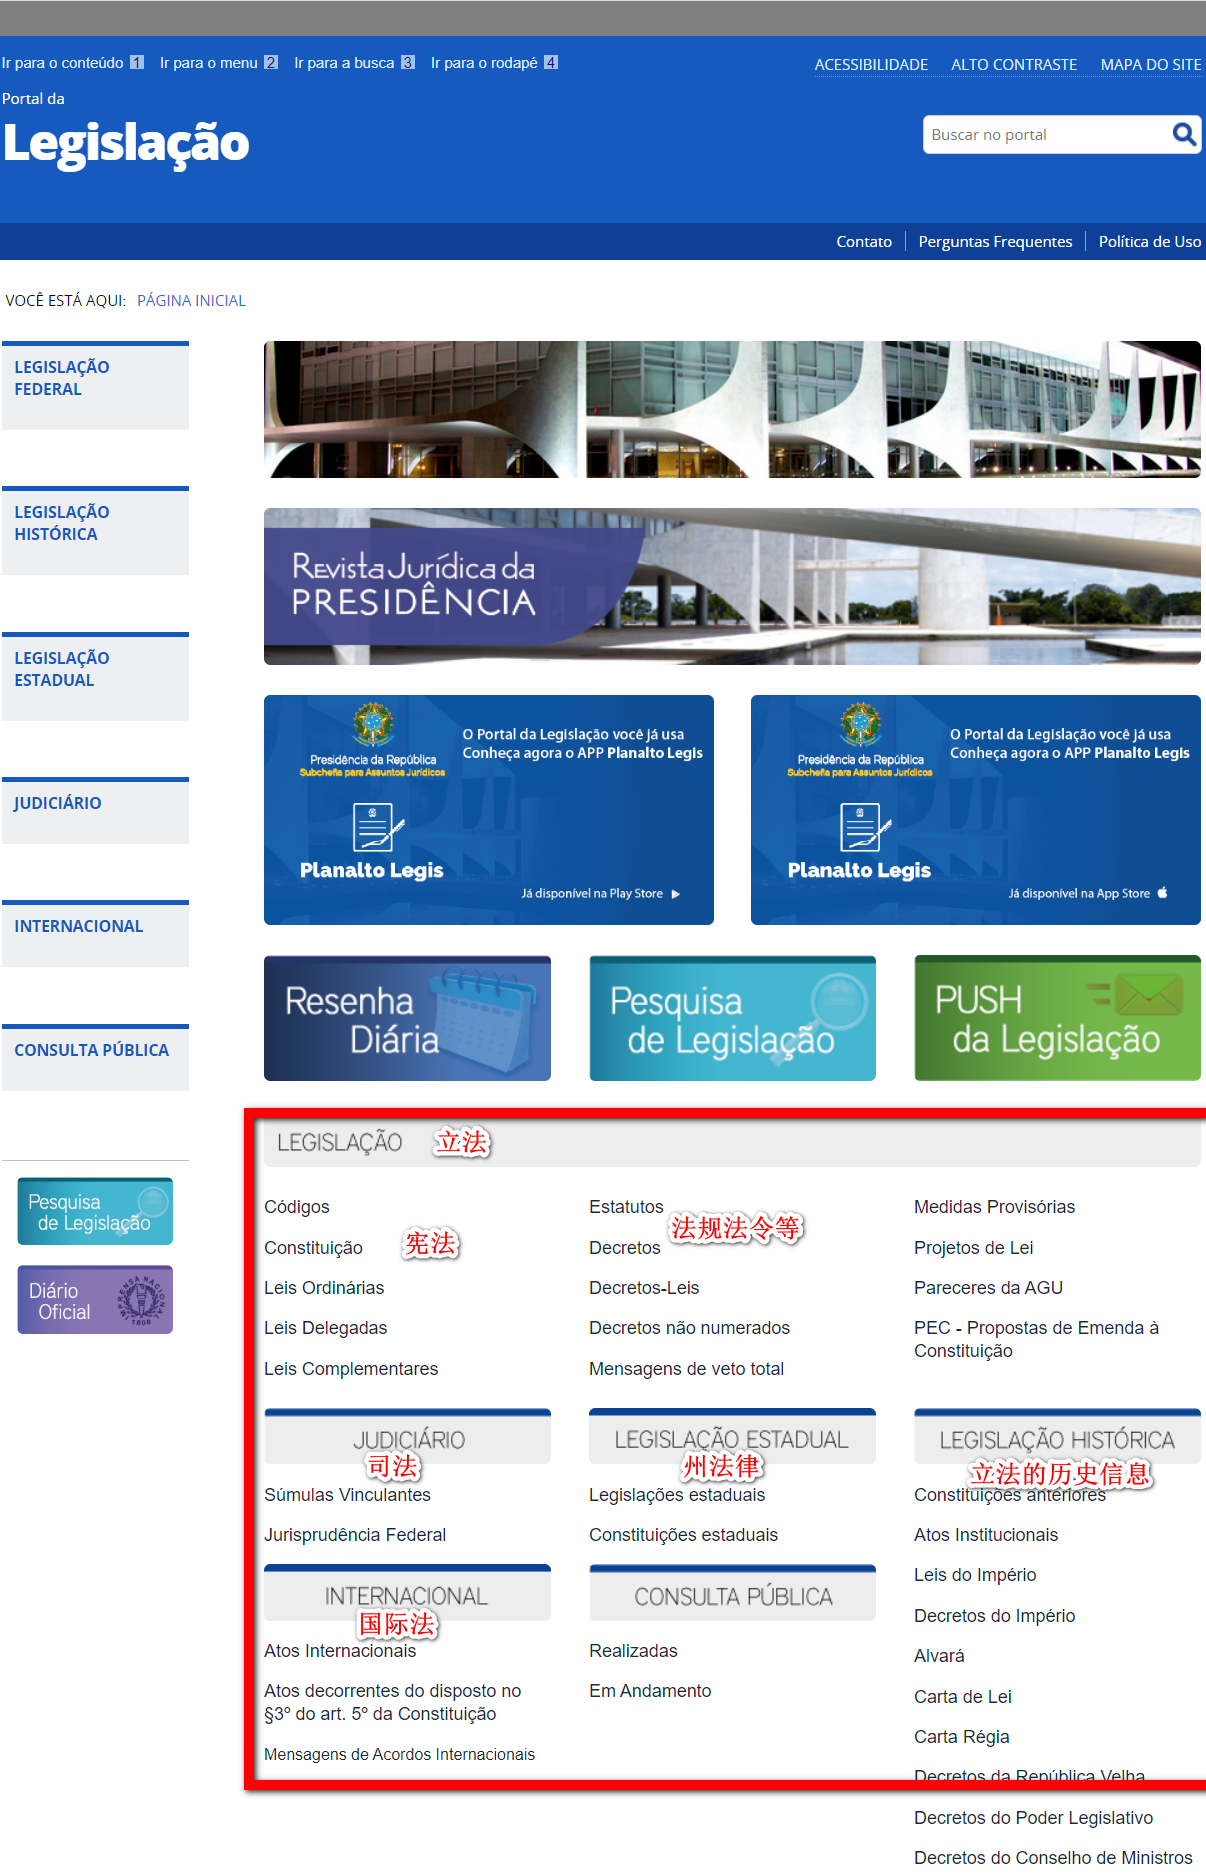 Ir para o conteúdo 1 Ir para o menu 2 Ir para a busca 3 Ir para o rodapé 4
ACESSIBILIDADE ALTO CONTRASTE MAPA DO SITE
Portal da
Legislação
Buscar no portal
Contato Perguntas Frequentes Política de Uso
VOCÊ ESTÁ AQUI: PÁGINA INICIAL
LEGISLAÇÃO
FEDERAL
LEGISLAÇÃO
HISTÓRICA
LEGISLAÇÃO
ESTADUAL
JUDICIÁRIO
INTERNACIONAL
CONSULTA PÚBLICA
Pesquisa
de Legislação
Diário
Oficial
IMPRENSA NACIONAL
1808
Revista Jurídica da
PRESIDÊNCIA
Presidência da República
Subchefia para Assuntos Jurídicos
Planalto Legis
O Portal da Legislação você já usa
Conheça agora o APP Planalto Legis
Já disponível na Play Store
Presidência da República
Subchefia para Assuntos Jurídicos
Planalto Legis
O Portal da Legislação você já usa
Conheça agora o APP Planalto Legis
Já disponível na App Store
Resenha
Diária
Pesquisa
de Legislação
PUSH
da Legislação
LEGISLAÇÃO 立法
Códigos
Constituição 宪法
Leis Ordinárias
Leis Delegadas
Leis Complementares
Estatutos
法规法令等
Decretos
Decretos-Leis
Decretos não numerados
Mensagens de veto total
Medidas Provisórias
Projetos de Lei
Pareceres da AGU
PEC - Propostas de Emenda à
Constituição
JUDICIÁRIO
司法
Súmulas Vinculantes
Jurisprudência Federal
LEGISLAÇÃO ESTADUAL
州法律
Legislações estaduais
Constituições estaduais
LEGISLAÇÃO HISTÓRICA
立法的历史信息
Constituições anteriores
Atos Institucionais
Leis do Império
Decretos do Império
Alvará
Carta de Lei
Carta Régia
Decretos da República Velha
Decretos do Poder Legislativo
Decretos do Conselho de Ministros
INTERNACIONAL
国际法
Atos Internacionais
Atos decorrentes do disposto no
§3º do art. 5º da Constituição
Mensagens de Acordos Internacionais
CONSULTA PÚBLICA
Realizadas
Em Andamento